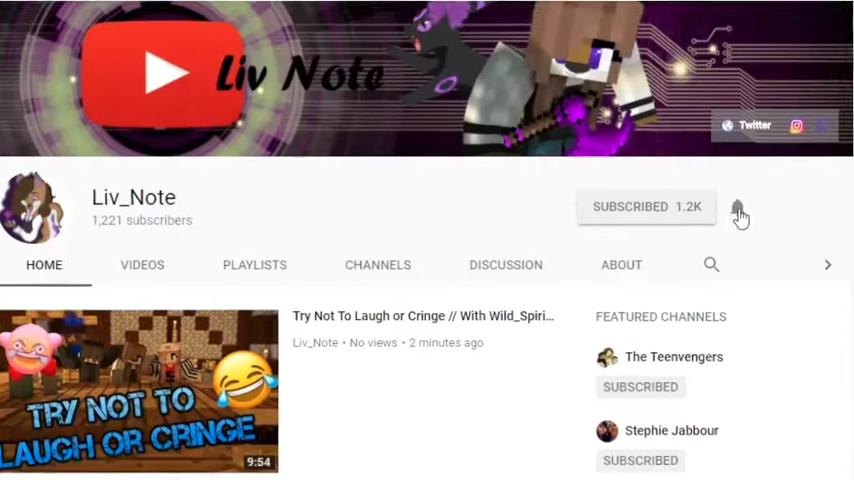 Liv Note
Twitter
Liv_Note
1,221 subscribers
SUBSCRIBED 1.2K
HOME VIDEOS PLAYLISTS CHANNELS DISCUSSION ABOUT
Try Not To Laugh or Cringe // With Wild_Spiri...
Liv_Note • No views • 2 minutes ago
TRY NOT TO
LAUGH OR CRINGE
9:54
FEATURED CHANNELS
The Teenvengers
SUBSCRIBED
Stephie Jabbour
SUBSCRIBED